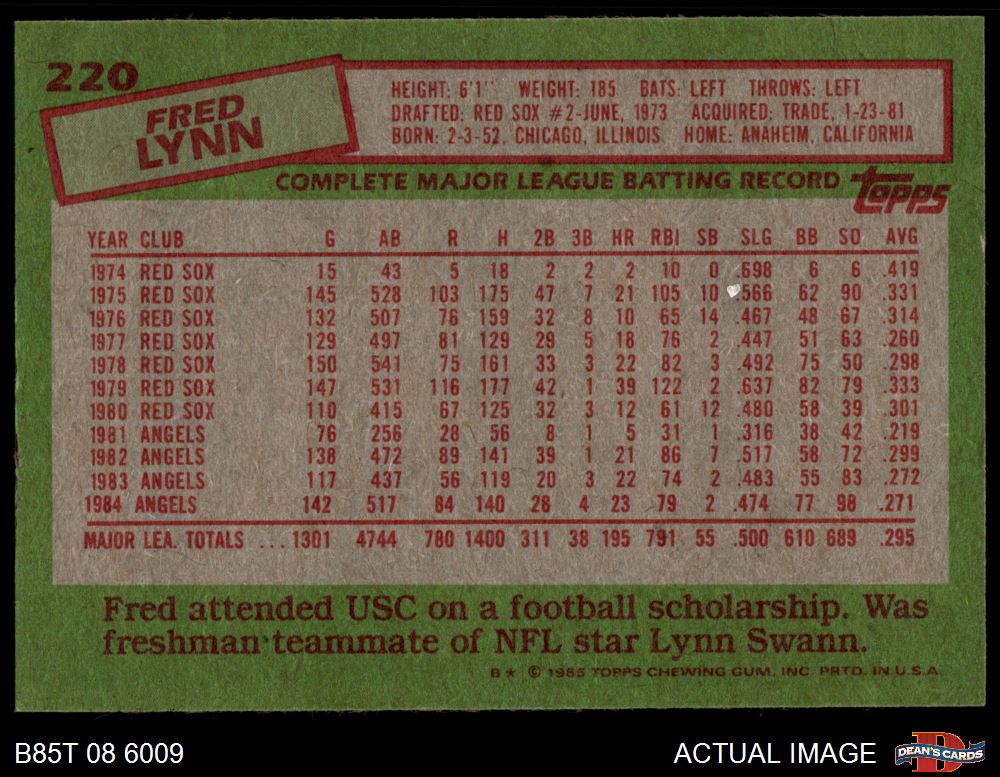 220
FRED
LYNN
HEIGHT: 6'1" WEIGHT: 185 BATS: LEFT THROWS: LEFT
DRAFTED: RED SOX #2-JUNE, 1973 ACQUIRED: TRADE, 1-23-81
BORN: 2-3-52, CHICAGO, ILLINOIS HOME: ANAHEIM, CALIFORNIA
COMPLETE MAJOR LEAGUE BATTING RECORD topps
YEAR CLUB G AB R H 2B 3B HR RBI SB SLG BB SO AVG
1974 RED SOX 15 43 5 18 2 2 2 10 0 .698 6 6 .419
1975 RED SOX 145 528 103 175 47 7 21 105 10 .566 62 90 .331
1976 RED SOX 132 507 76 159 32 8 10 65 14 .467 48 67 .314
1977 RED SOX 129 497 81 129 29 5 18 76 2 .447 51 63 .260
1978 RED SOX 150 541 75 161 33 3 22 82 3 .492 75 50 .298
1979 RED SOX 147 531 116 177 42 1 39 122 2 .637 82 79 .333
1980 RED SOX 110 415 67 125 32 3 12 61 12 .480 58 39 .301
1981 ANGELS 76 256 28 56 8 1 5 31 1 .316 38 42 .219
1982 ANGELS 138 472 89 141 39 1 21 86 7 .517 58 72 .299
1983 ANGELS 117 437 56 119 20 3 22 74 2 .483 55 83 .272
1984 ANGELS 142 517 84 140 28 4 23 79 2 .474 77 98 .271
MAJOR LEA. TOTALS ... 1301 4744 780 1400 311 38 195 791 55 .500 610 689 .295
Fred attended USC on a football scholarship. Was
freshman teammate of NFL star Lynn Swann.
B★ © 1985 TOPPS CHEWING GUM, INC. PRTD. IN U.S.A.
B85T 08 6009 ACTUAL IMAGE DEAN'S CARDS